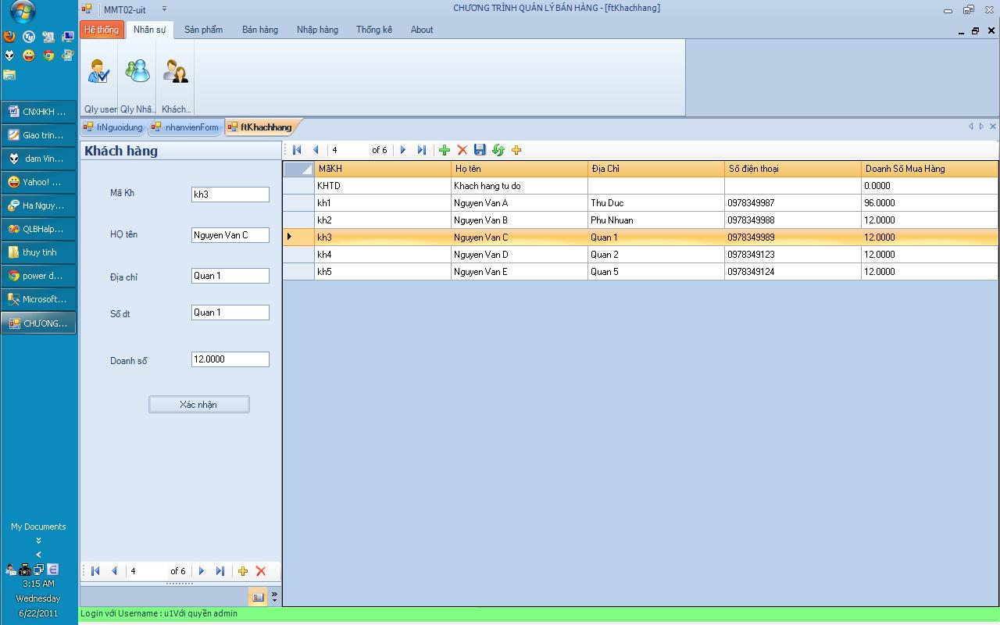 MMT02-uit
CHƯƠNG TRÌNH QUẢN LÝ BÁN HÀNG - [ftKhachhang]
Hệ thống Nhân sự Sản phẩm Bán hàng Nhập hàng Thống kê About
Qly user Qly Nhâ.. Khách...
frNguoidung nhanvienForm ftKhachhang
Khách hàng
Mã Kh kh3
HỌ tên Nguyen Van C
Địa chỉ Quan 1
Số dt Quan 1
Doanh số 12.0000
Xác nhận
4 of 6
4 of 6
MãKH Họ tên Địa Chỉ Số điện thoại Doanh Số Mua Hàng
KHTD Khach hang tu do 0.0000
kh1 Nguyen Van A Thu Duc 0978349987 96.0000
kh2 Nguyen Van B Phu Nhuan 0978349988 12.0000
kh3 Nguyen Van C Quan 1 0978349989 12.0000
kh4 Nguyen Van D Quan 2 0978349123 12.0000
kh5 Nguyen Van E Quan 5 0978349124 12.0000
CNXHKH ...
Giao trin...
dam Vin...
Yahoo! ...
Ha Nguy...
QLBHalp...
thuy tinh
power d...
Microsoft...
CHƯƠNG...
My Documents
3:15 AM
Wednesday
6/22/2011
Login với Username : u1Với quyền admin